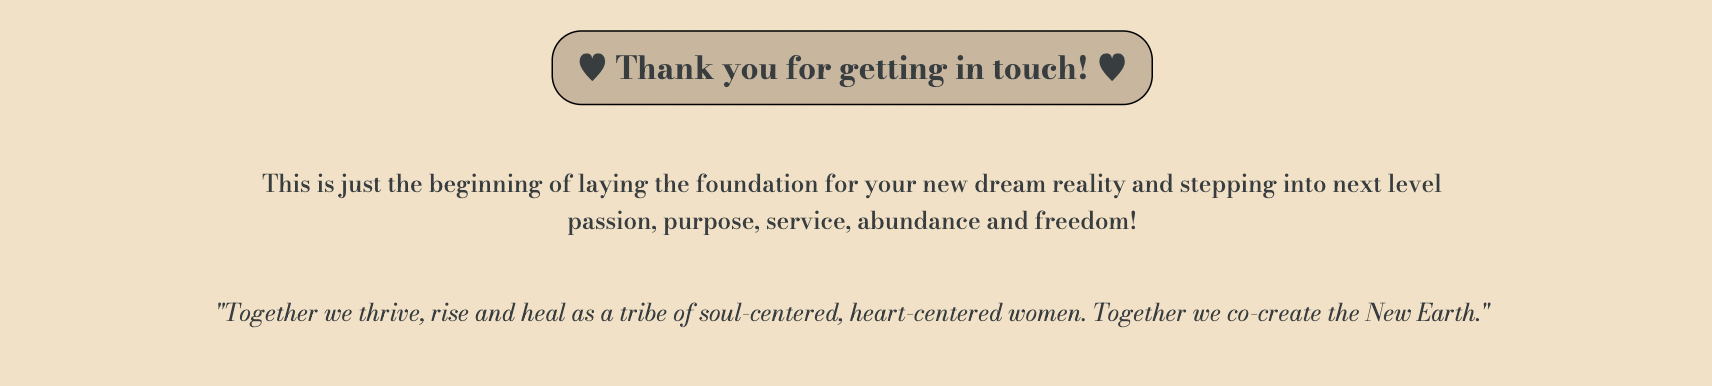 ♥ Thank you for getting in touch! ♥
This is just the beginning of laying the foundation for your new dream reality and stepping into next level
passion, purpose, service, abundance and freedom!
"Together we thrive, rise and heal as a tribe of soul-centered, heart-centered women. Together we co-create the New Earth."